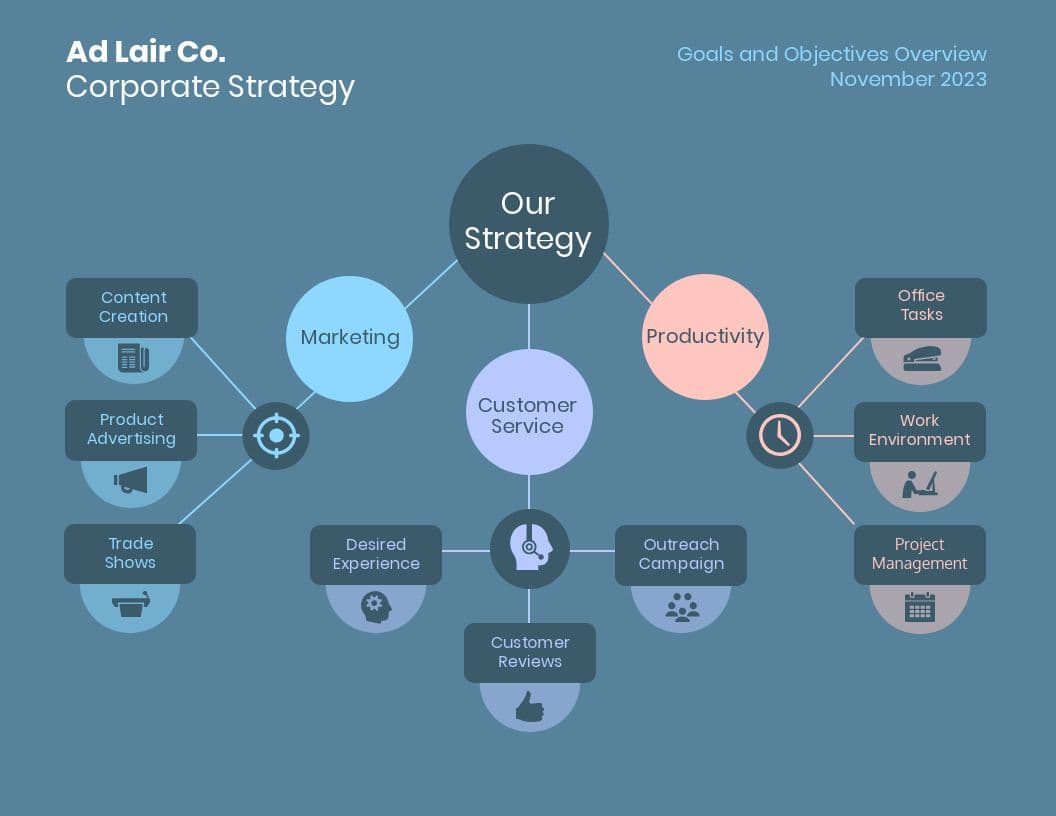 Ad Lair Co.
Corporate Strategy
Goals and Objectives Overview
November 2023
Our
Strategy
Marketing
Customer
Service
Productivity
Content
Creation
Product
Advertising
Trade
Shows
Desired
Experience
Customer
Reviews
Outreach
Campaign
Office
Tasks
Work
Environment
Project
Management